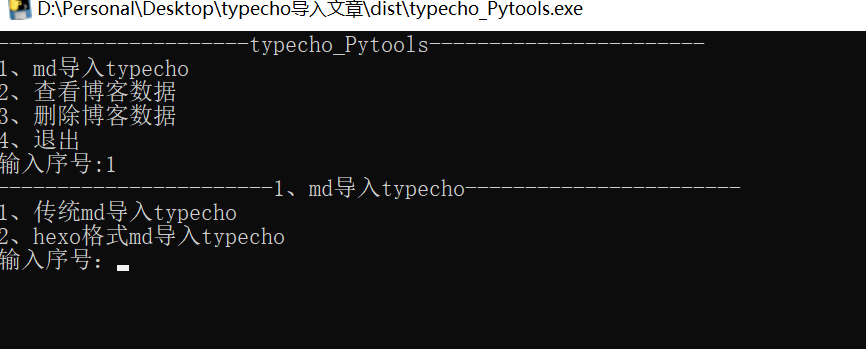 D:\Personal\Desktop\typecho导入文章\dist\typecho_Pytools.exe
----------------------typecho_Pytools------------------------
1、md导入typecho
2、查看博客数据
3、删除博客数据
4、退出
输入序号:1
------------------------1、md导入typecho------------------------
1、传统md导入typecho
2、hexo格式md导入typecho
输入序号：